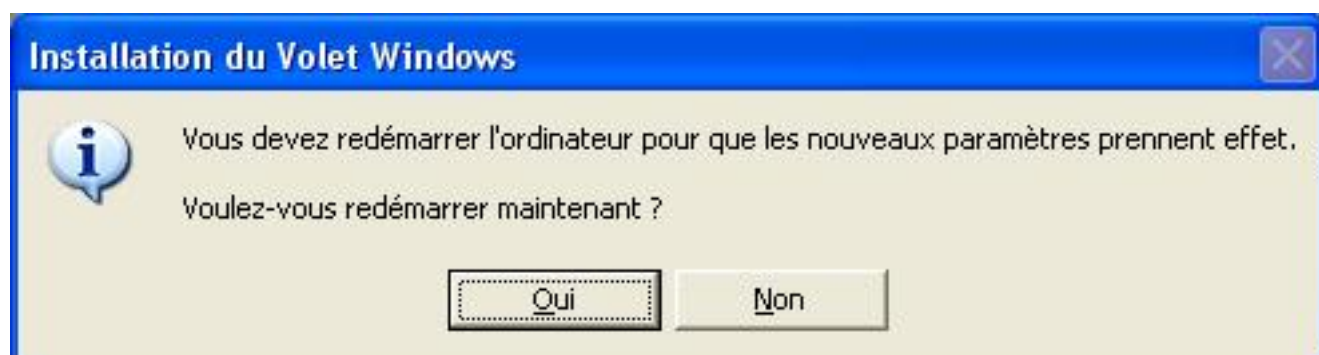 Installation du Volet Windows
Vous devez redémarrer l'ordinateur pour que les nouveaux paramètres prennent effet.
Voulez-vous redémarrer maintenant ?
Oui
Non